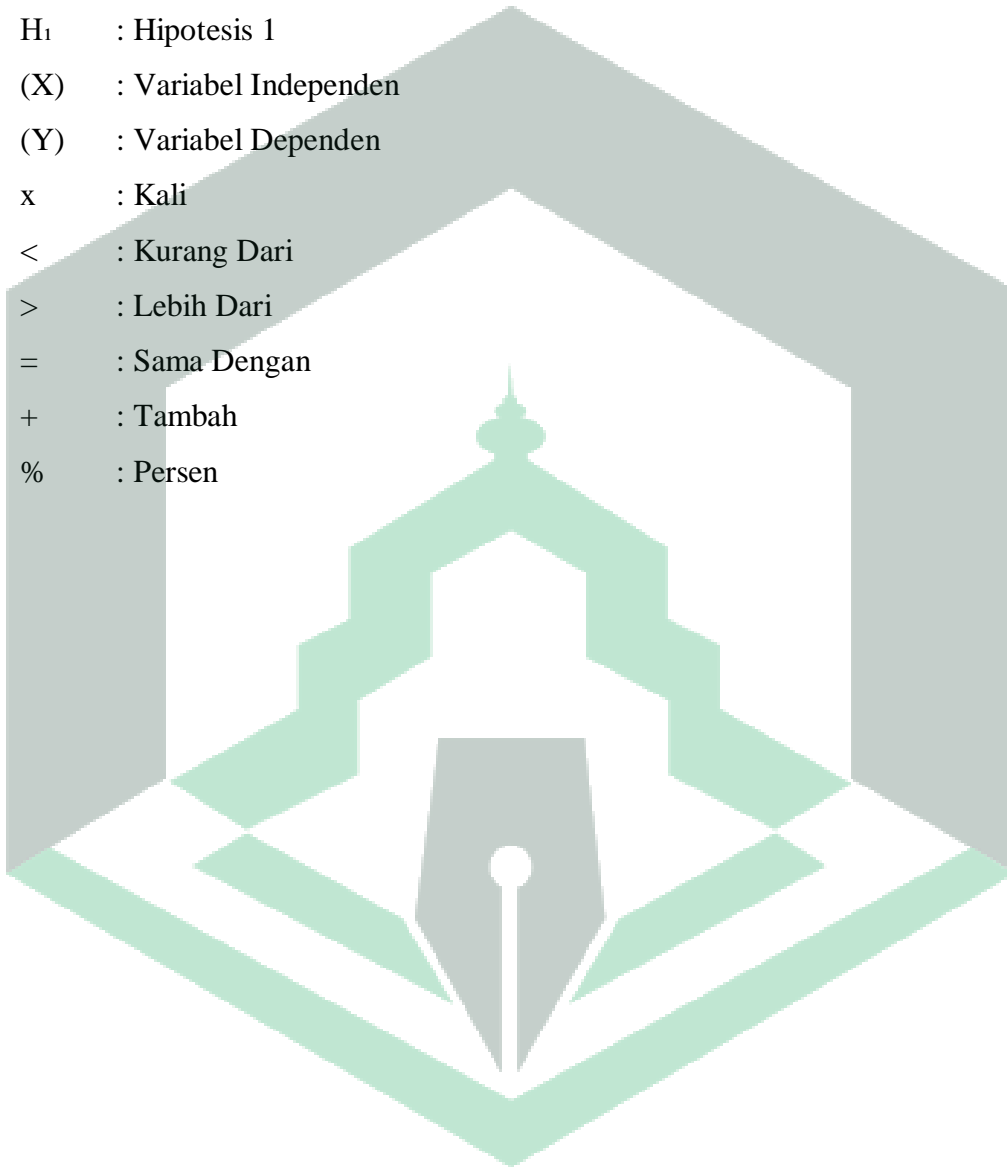 H₁ : Hipotesis 1
(X) : Variabel Independen
(Y) : Variabel Dependen
x : Kali
< : Kurang Dari
> : Lebih Dari
= : Sama Dengan
+ : Tambah
% : Persen